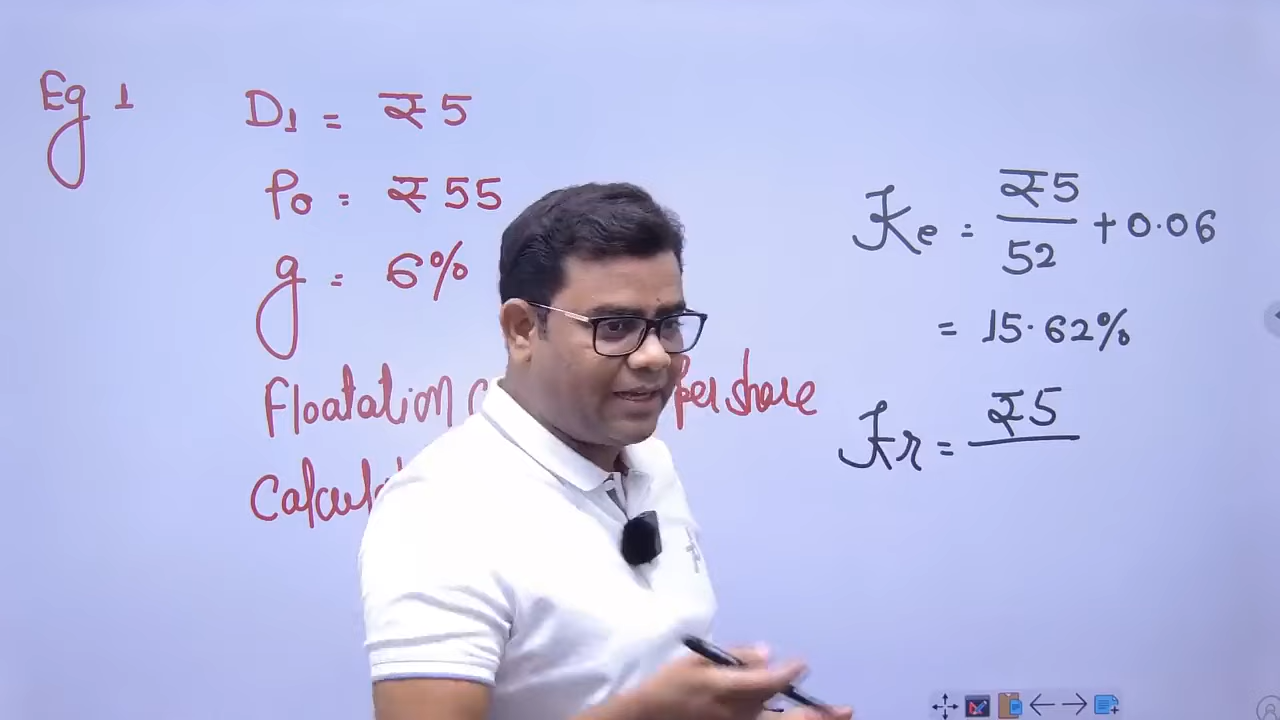 Eg 1
D1 = ₹5
P0 = ₹55
g = 6%
Floatation per share
Ke = ₹5/52 + 0.06
= 15.62%
Kr = ₹5